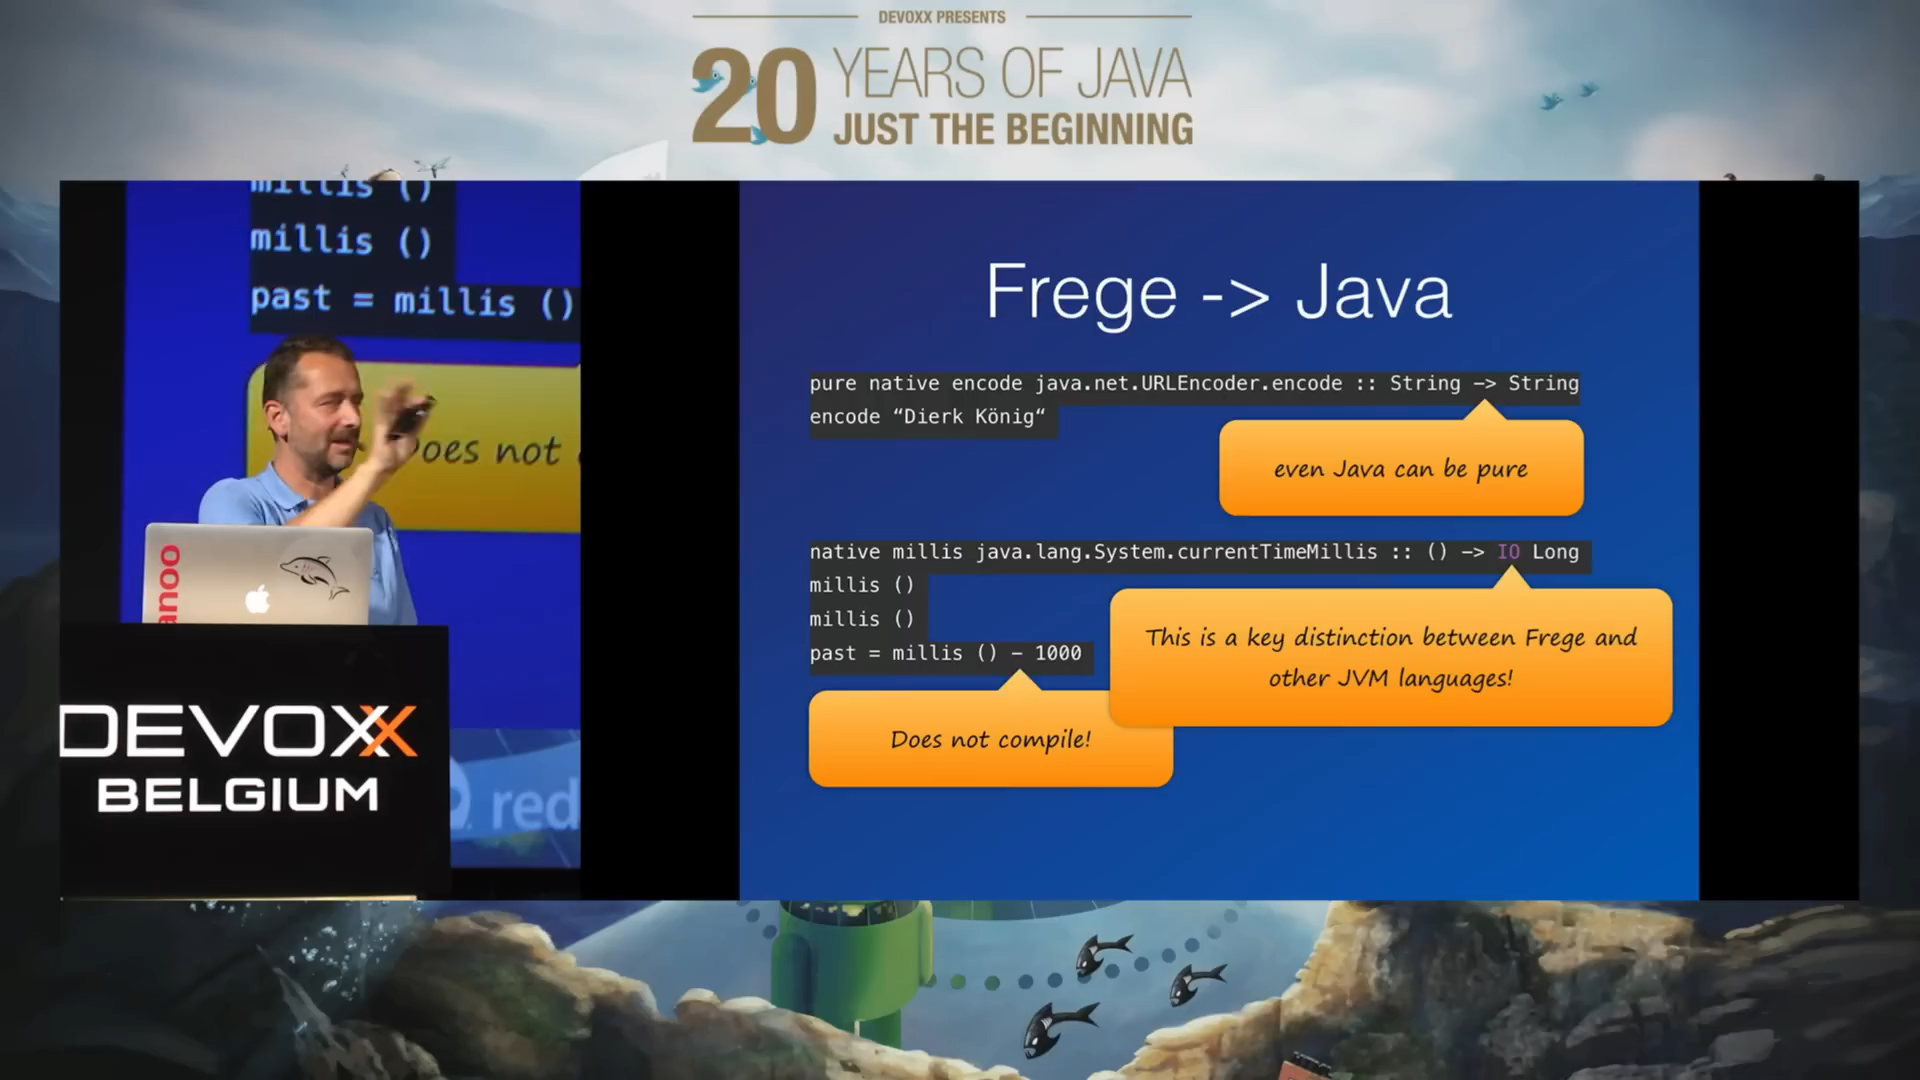 DEVOXX PRESENTS
20 YEARS OF JAVA
JUST THE BEGINNING
millis ()
millis ()
past = millis ()
Does not
anoo
DEVOXX
BELGIUM
red
Frege -> Java
pure native encode java.net.URLEncoder.encode :: String —> String
encode “Dierk König“
even Java can be pure
native millis java.lang.System.currentTimeMillis :: () —> IO Long
millis ()
millis ()
past = millis () – 1000
This is a key distinction between Frege and
other JVM languages!
Does not compile!